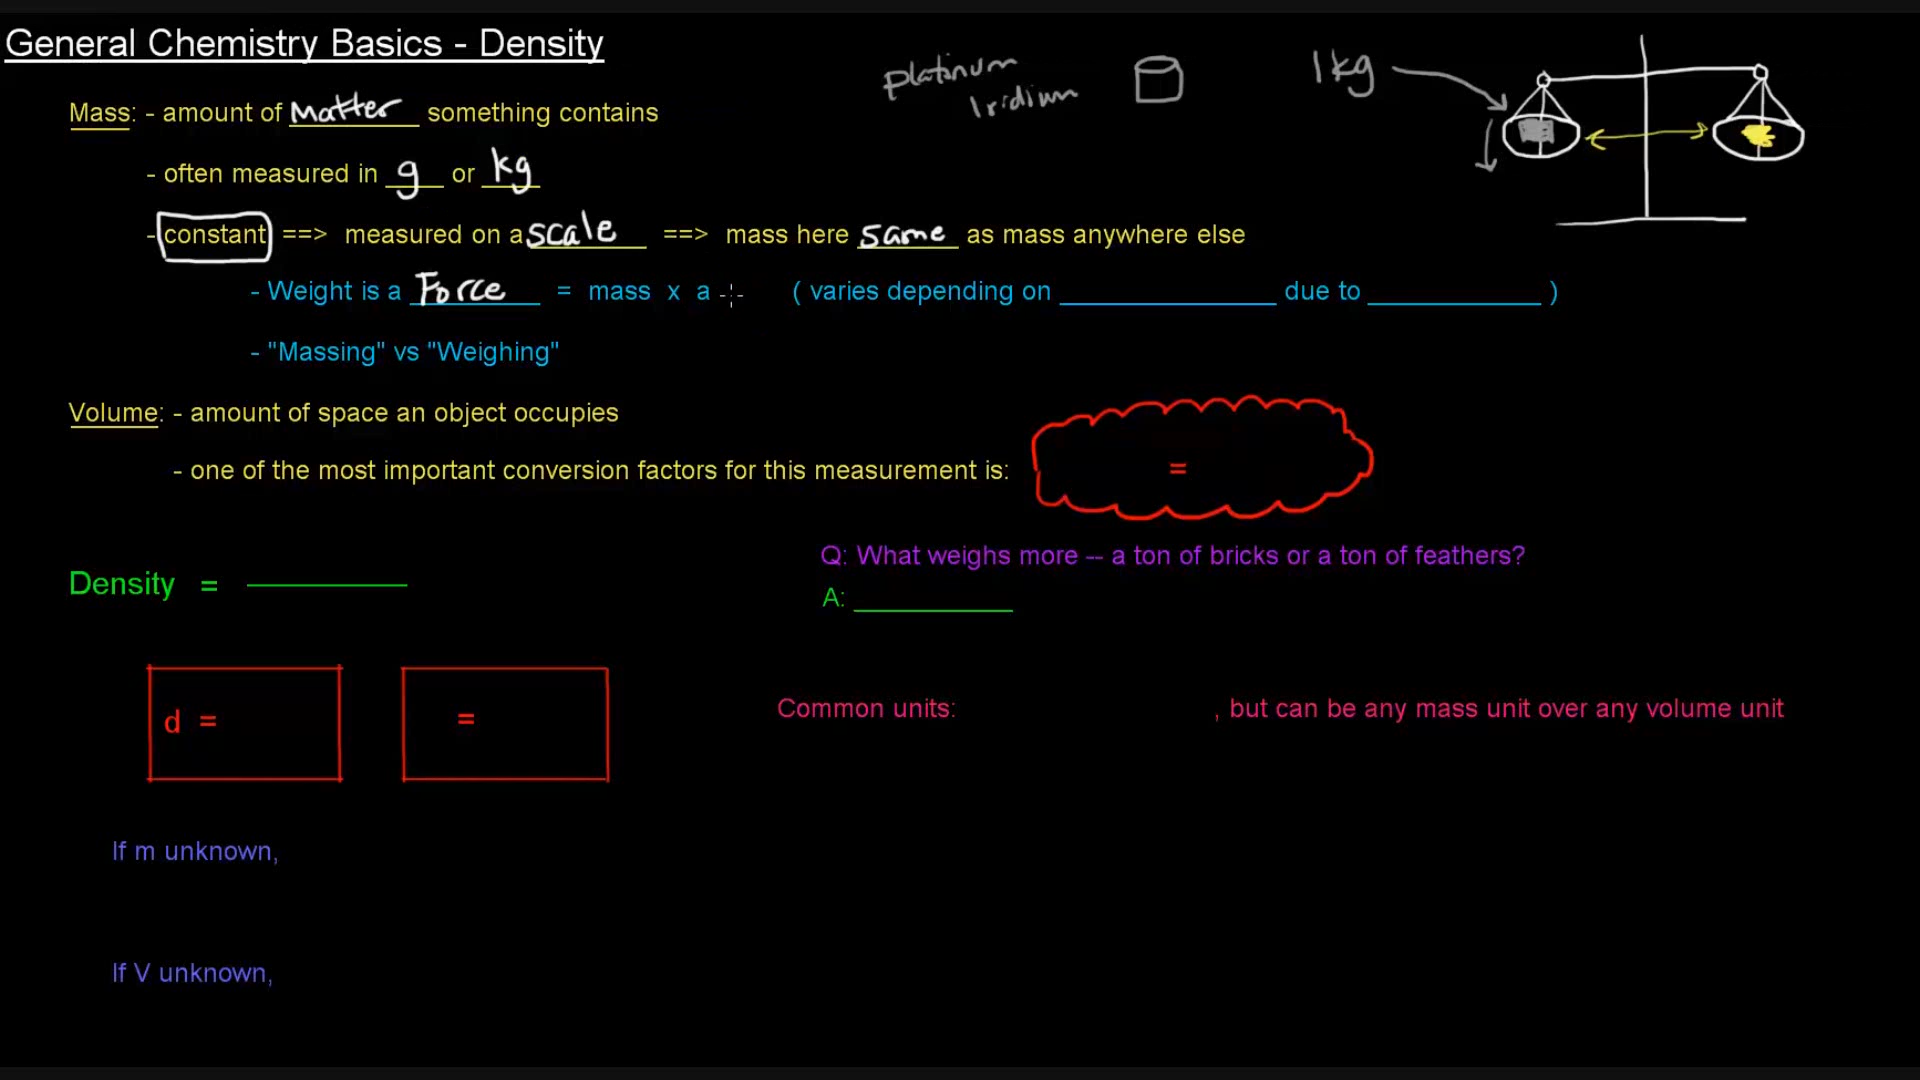 General Chemistry Basics - Density
platinum
Iridium
1kg
Mass: - amount of Matter something contains
- often measured in g or kg
- constant ==> measured on a scale ==> mass here same as mass anywhere else
- Weight is a Force = mass x a ( varies depending on ____________ due to ____________ )
- "Massing" vs "Weighing"
Volume: - amount of space an object occupies
- one of the most important conversion factors for this measurement is: =
Q: What weighs more -- a ton of bricks or a ton of feathers?
Density = ____________
A: ____________
d =
=
Common units: , but can be any mass unit over any volume unit
If m unknown,
If V unknown,